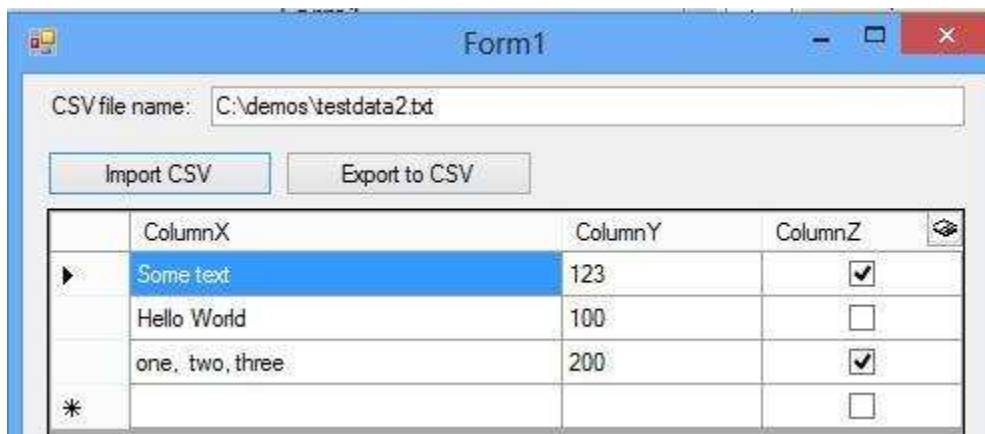 Form1
CSV file name: C:\demos\testdata2.txt
Import CSV Export to CSV
ColumnX ColumnY ColumnZ
Some text 123
Hello World 100
one, two, three 200